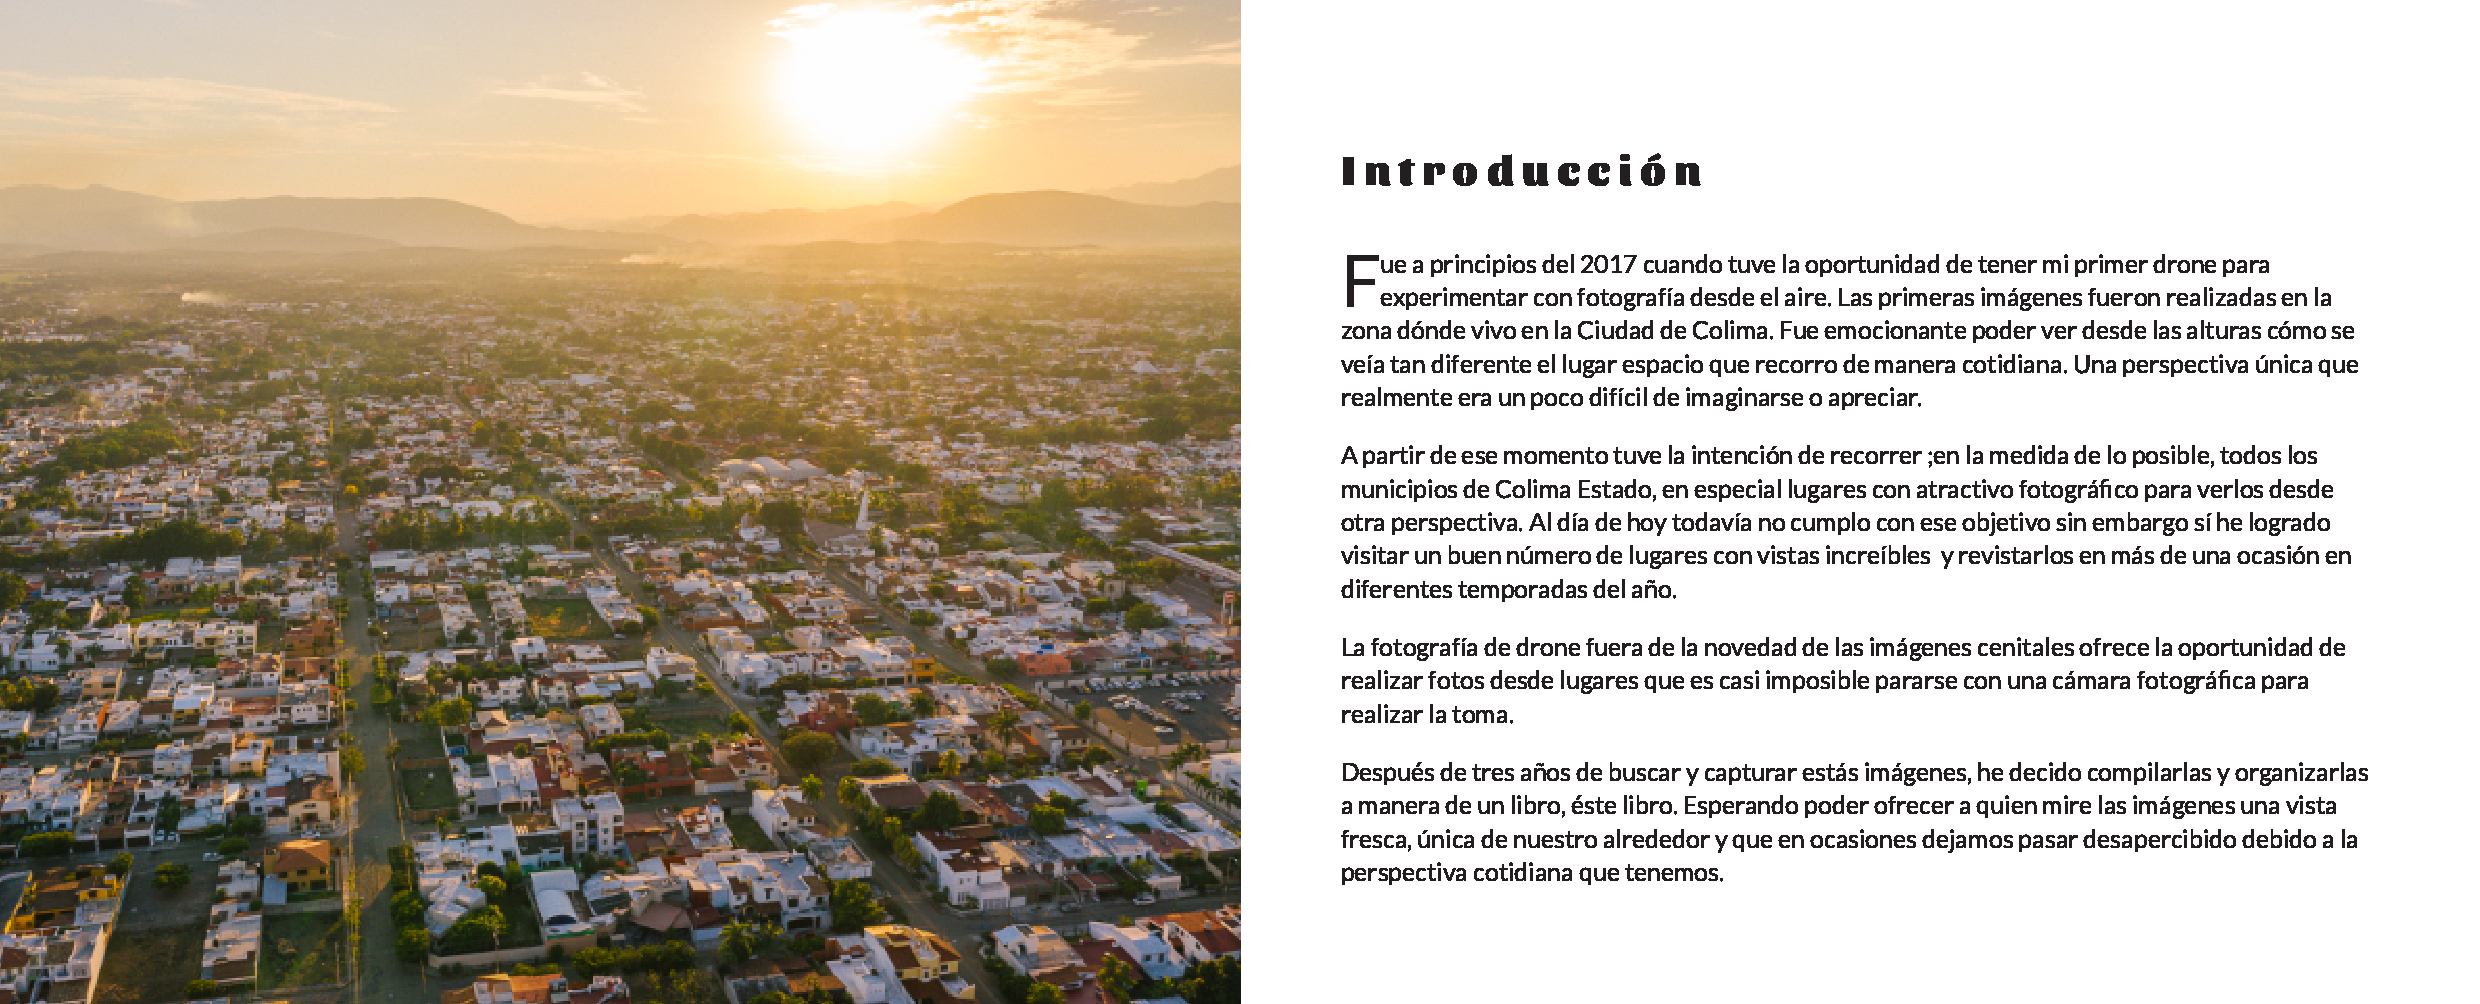 Introducción
Fue a principios del 2017 cuando tuve la oportunidad de tener mi primer drone para
experimentar con fotografía desde el aire. Las primeras imágenes fueron realizadas en la
zona dónde vivo en la Ciudad de Colima. Fue emocionante poder ver desde las alturas cómo se
veía tan diferente el lugar espacio que recorro de manera cotidiana. Una perspectiva única que
realmente era un poco difícil de imaginarse o apreciar.
A partir de ese momento tuve la intención de recorrer ;en la medida de lo posible, todos los
municipios de Colima Estado, en especial lugares con atractivo fotográfico para verlos desde
otra perspectiva. Al día de hoy todavía no cumplo con ese objetivo sin embargo sí he logrado
visitar un buen número de lugares con vistas increíbles  y revistarlos en más de una ocasión en
diferentes temporadas del año.
La fotografía de drone fuera de la novedad de las imágenes cenitales ofrece la oportunidad de
realizar fotos desde lugares que es casi imposible pararse con una cámara fotográfica para
realizar la toma.
Después de tres años de buscar y capturar estás imágenes, he decido compilarlas y organizarlas
a manera de un libro, éste libro. Esperando poder ofrecer a quien mire las imágenes una vista
fresca, única de nuestro alrededor y que en ocasiones dejamos pasar desapercibido debido a la
perspectiva cotidiana que tenemos.